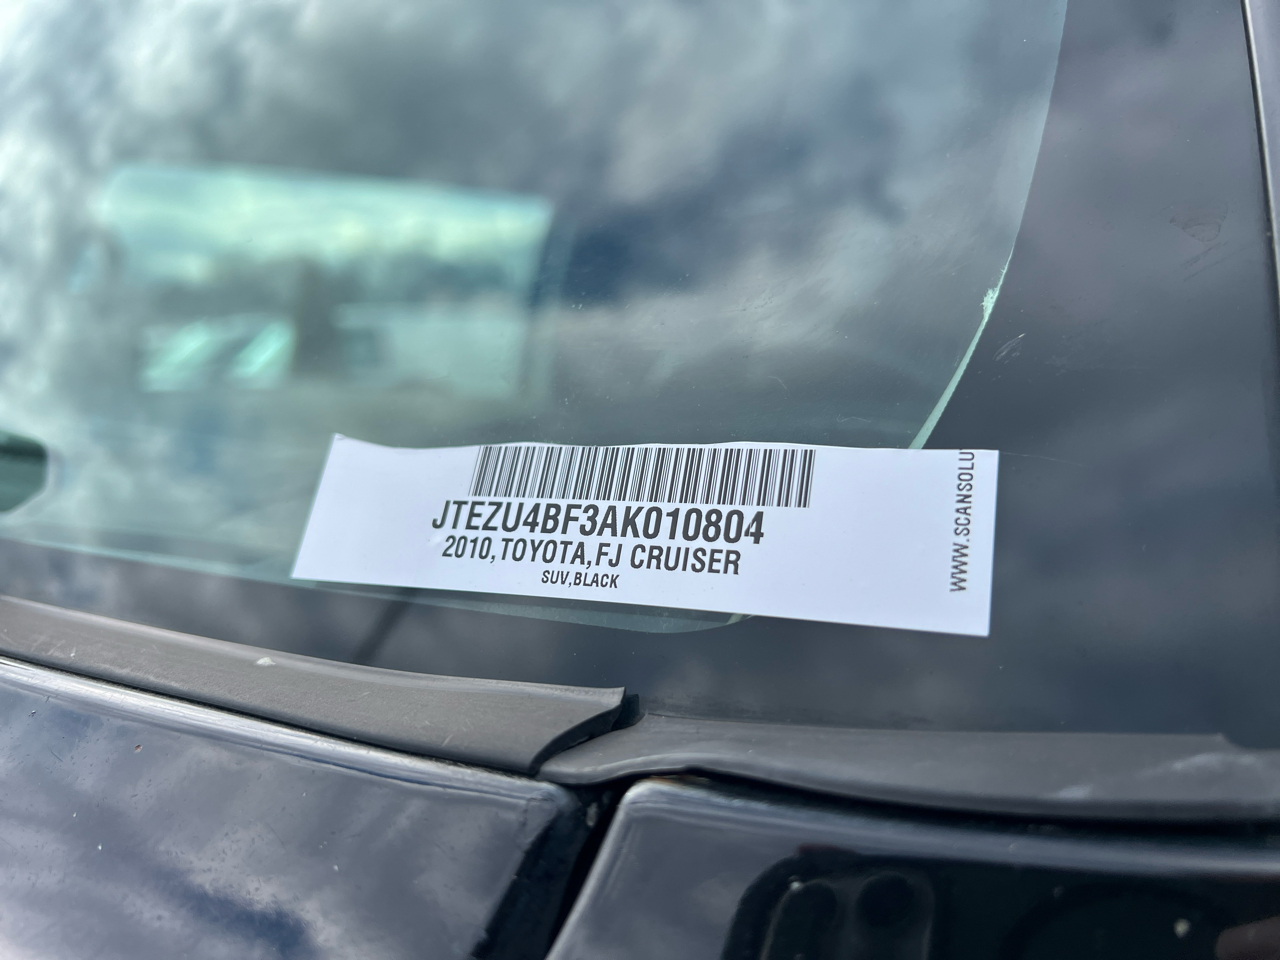 JTEZU4BF3AK010804
2010,TOYOTA,FJ CRUISER
SUV,BLACK
WWW.SCANSOLU